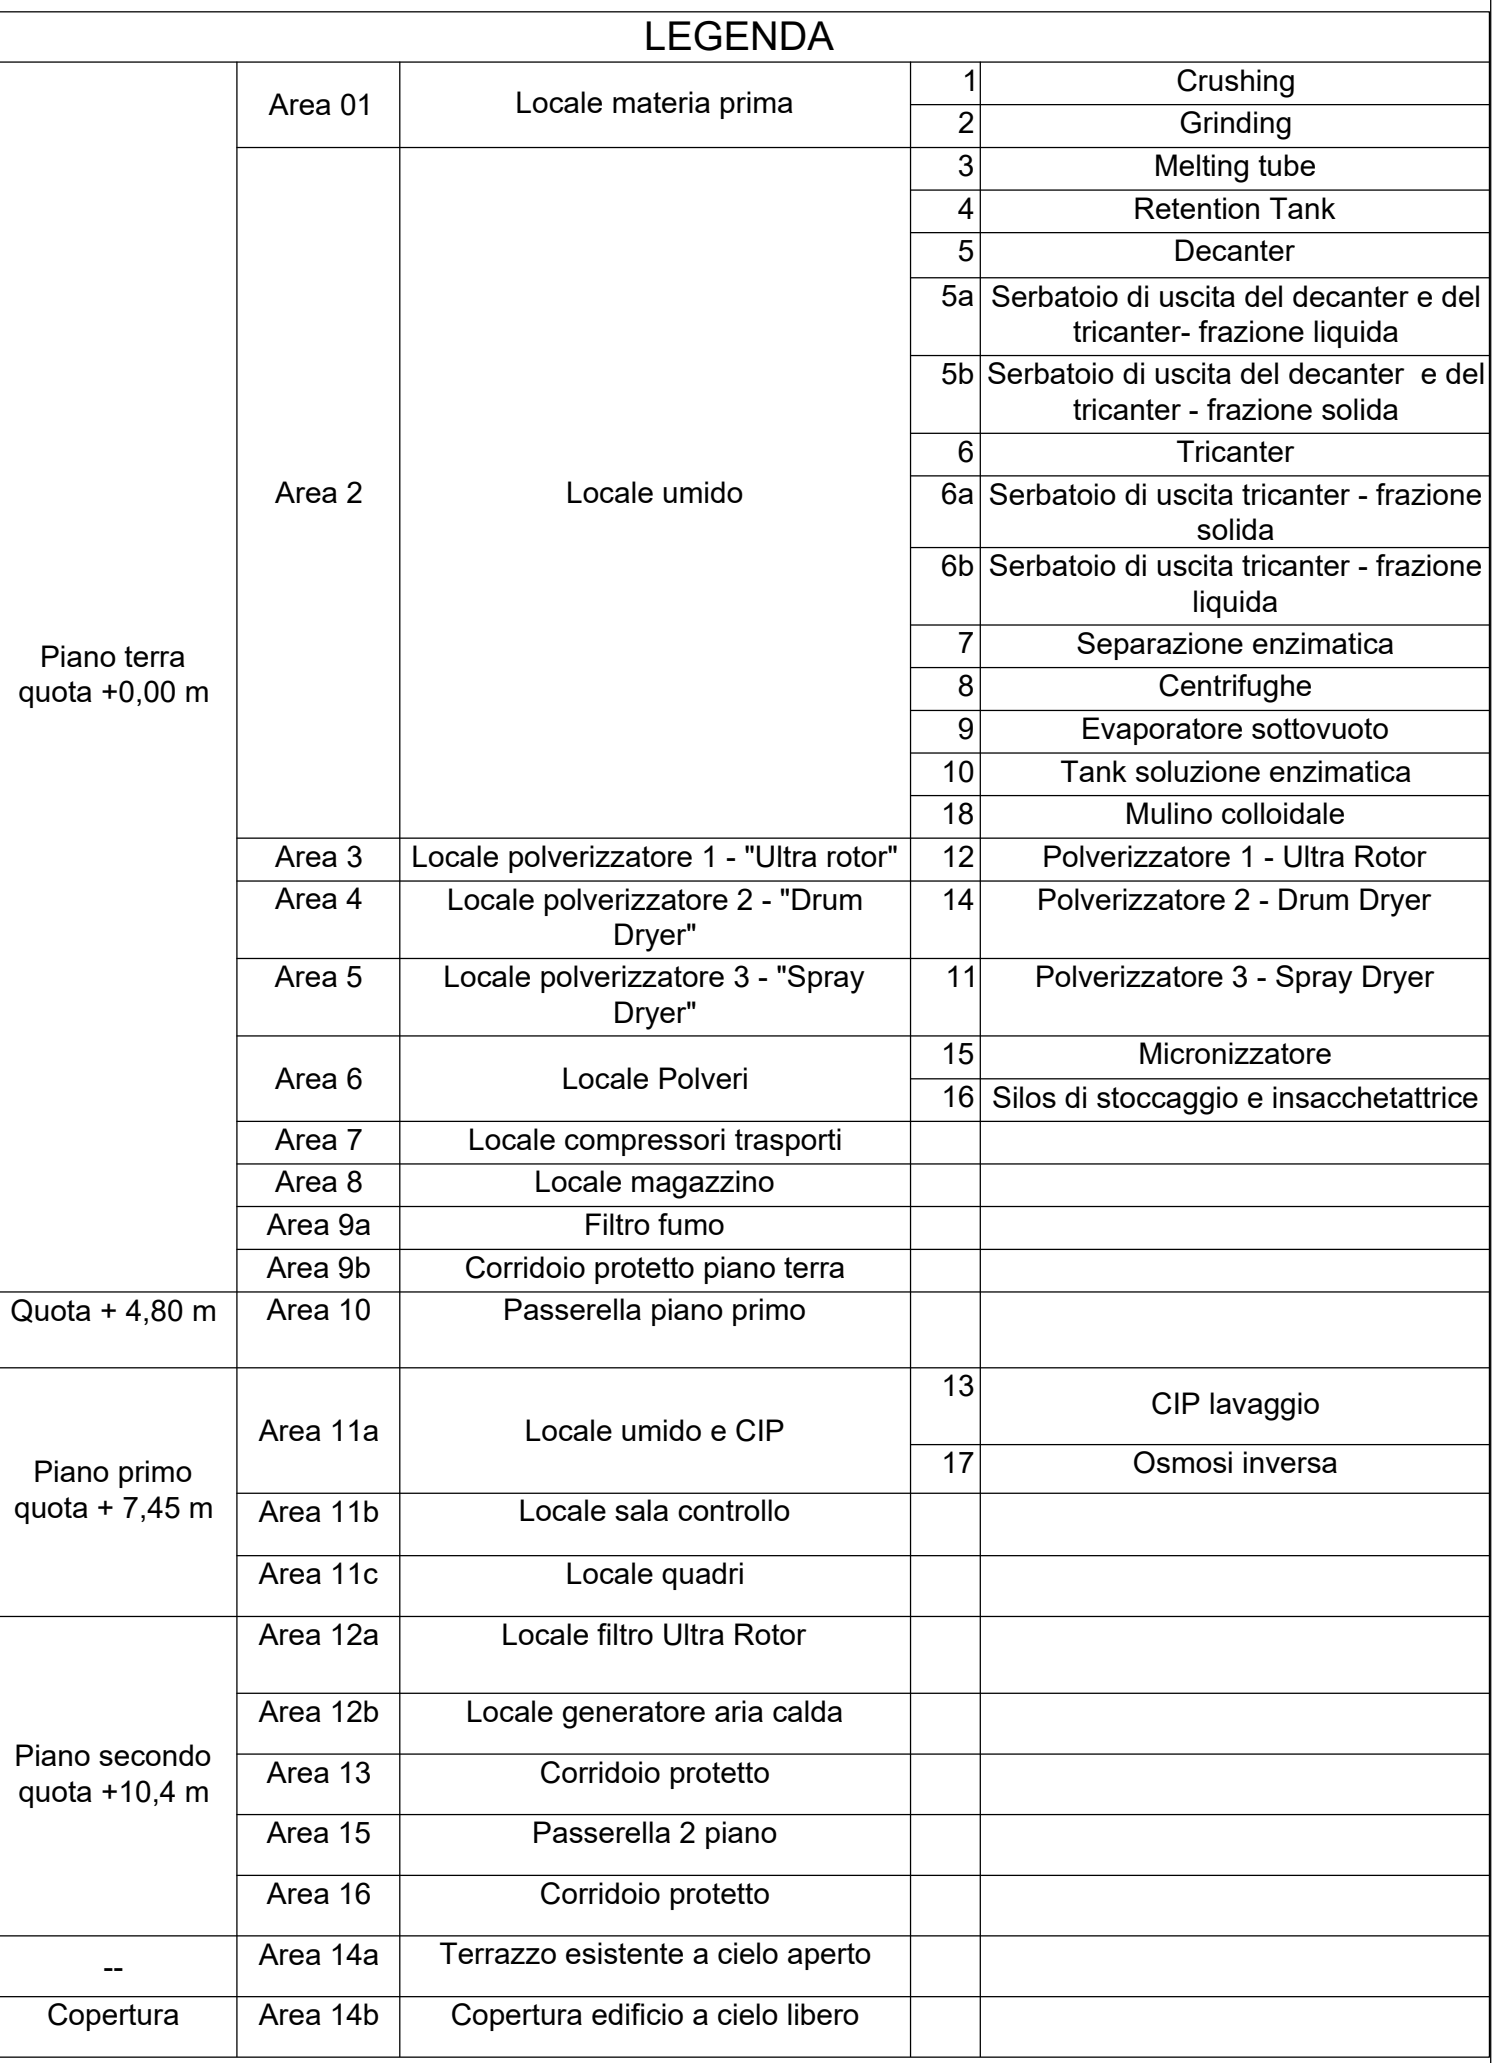 LEGENDA
Piano terra
quota +0,00 m
Area 01
Locale materia prima
1 Crushing
2 Grinding
Area 2
Locale umido
3 Melting tube
4 Retention Tank
5 Decanter
5a Serbatoio di uscita del decanter e del
tricanter- frazione liquida
5b Serbatoio di uscita del decanter e del
tricanter - frazione solida
6 Tricanter
6a Serbatoio di uscita tricanter - frazione
solida
6b Serbatoio di uscita tricanter - frazione
liquida
7 Separazione enzimatica
8 Centrifughe
9 Evaporatore sottovuoto
10 Tank soluzione enzimatica
18 Mulino colloidale
Area 3 Locale polverizzatore 1 - "Ultra rotor" 12 Polverizzatore 1 - Ultra Rotor
Area 4 Locale polverizzatore 2 - "Drum
Dryer"
14 Polverizzatore 2 - Drum Dryer
Area 5 Locale polverizzatore 3 - "Spray
Dryer"
11 Polverizzatore 3 - Spray Dryer
Area 6 Locale Polveri
15 Micronizzatore
16 Silos di stoccaggio e insacchetattrice
Area 7 Locale compressori trasporti
Area 8 Locale magazzino
Area 9a Filtro fumo
Area 9b Corridoio protetto piano terra
Quota + 4,80 m Area 10 Passerella piano primo
Piano primo
quota + 7,45 m
Area 11a Locale umido e CIP
13 CIP lavaggio
17 Osmosi inversa
Area 11b Locale sala controllo
Area 11c Locale quadri
Piano secondo
quota +10,4 m
Area 12a Locale filtro Ultra Rotor
Area 12b Locale generatore aria calda
Area 13 Corridoio protetto
Area 15 Passerella 2 piano
Area 16 Corridoio protetto
-- Area 14a Terrazzo esistente a cielo aperto
Copertura Area 14b Copertura edificio a cielo libero